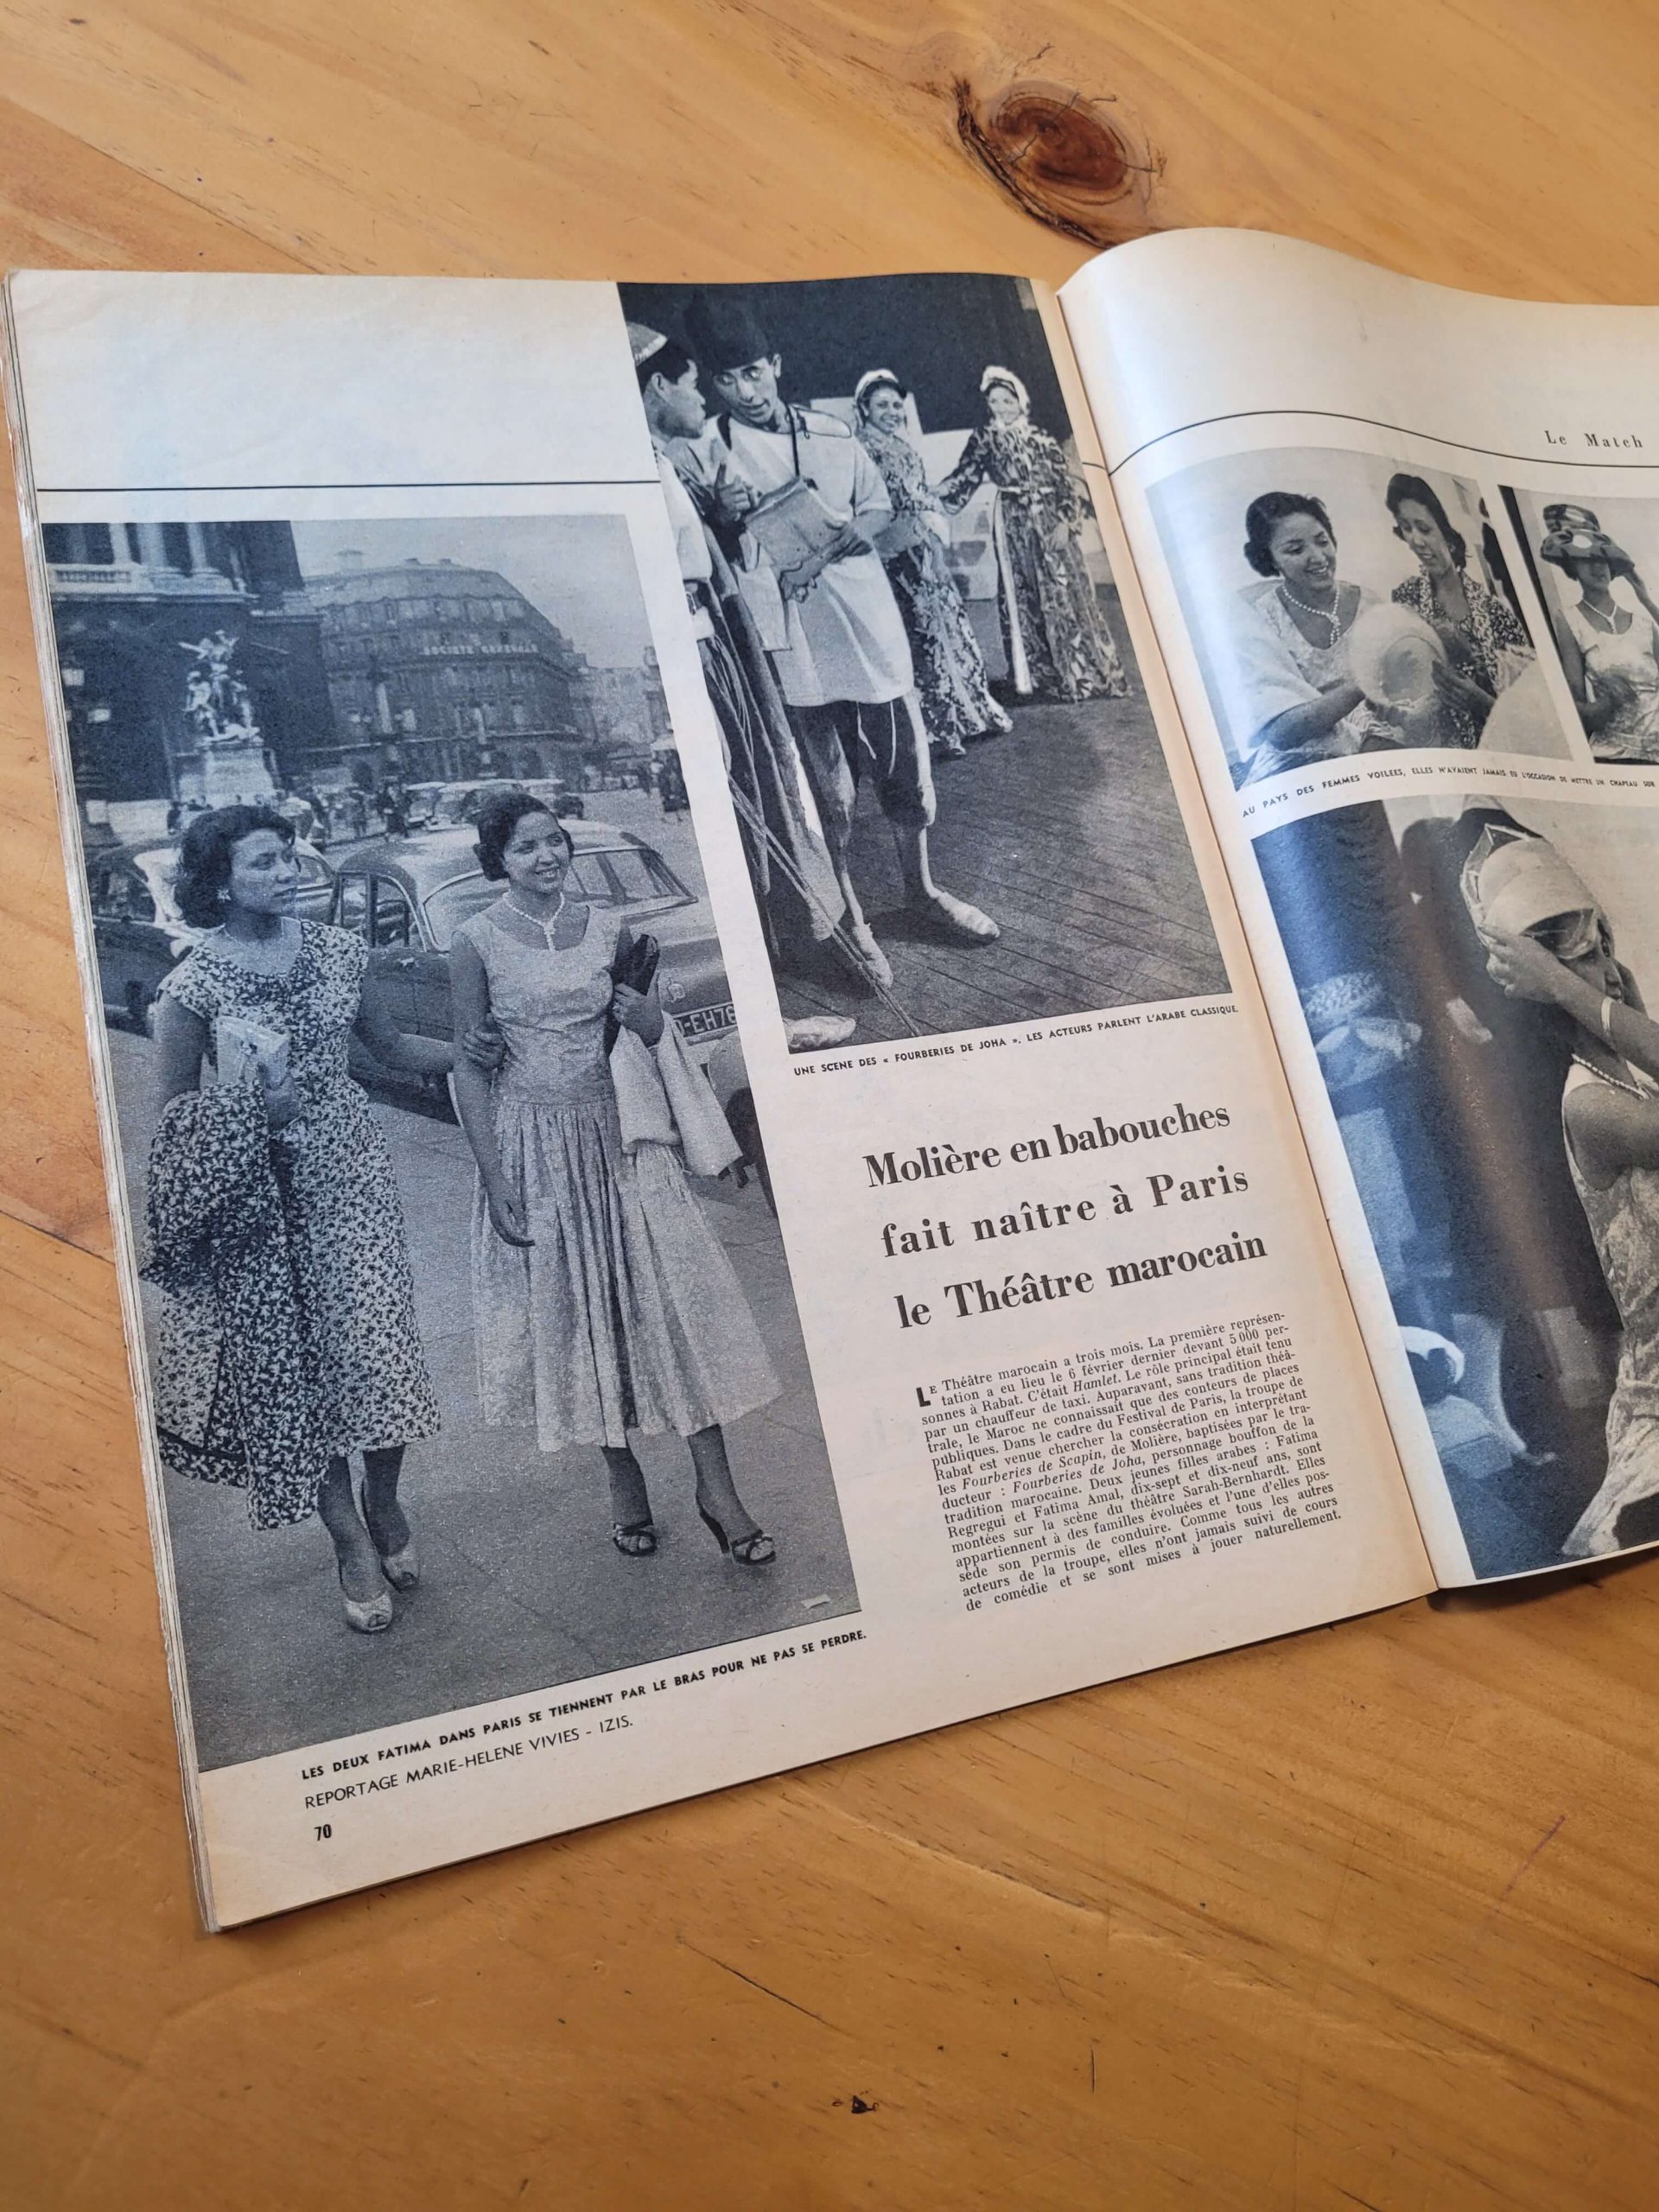 SOCIETE GENERALE
UNE SCENE DES « FOURBERIES DE JOHA ». LES ACTEURS PARLENT L'ARABE CLASSIQUE.
Molière en babouches
fait naître à Paris
le Théâtre marocain
LE Théâtre marocain a trois mois. La première représen-
tation a eu lieu le 6 février dernier devant 5 000 per-
sonnes à Rabat. C'était Hamlet. Le rôle principal était tenu
par un chauffeur de taxi. Auparavant, sans tradition théâ-
trale, le Maroc ne connaissait que des conteurs de places
publiques. Dans le cadre du Festival de Paris, la troupe de
Rabat est venue chercher la consécration en interprétant
les Fourberies de Scapin, de Molière, baptisées par le tra-
ducteur : Fourberies de Joha, personnage bouffon de la
tradition marocaine. Deux jeunes filles arabes : Fatima
Regregui et Fatima Amal, dix-sept et dix-neuf ans, sont
montées sur la scène du théâtre Sarah-Bernhardt. Elles
appartiennent à des familles évoluées et l'une d'elles pos-
sède son permis de conduire. Comme tous les autres
acteurs de la troupe, elles n'ont jamais suivi de cours
de comédie et se sont mises à jouer naturellement.
LES DEUX FATIMA DANS PARIS SE TIENNENT PAR LE BRAS POUR NE PAS SE PERDRE.
REPORTAGE MARIE-HELENE VIVIES - IZIS.
70
Le Match
AU PAYS DES FEMMES VOILEES, ELLES N'AVAIENT JAMAIS EU L'OCCASION DE METTRE UN CHAPEAU SUR